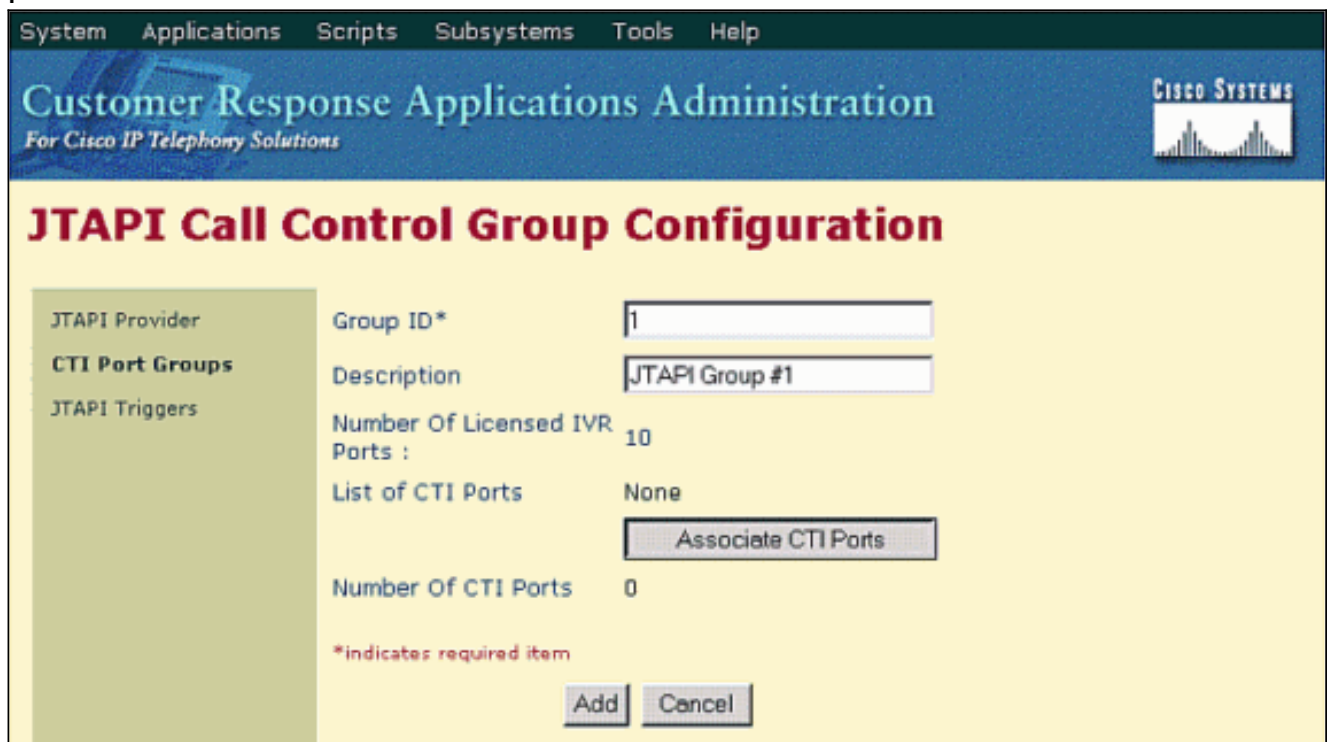 System Applications Scripts Subsystems Tools Help
Customer Response Applications Administration
For Cisco IP Telephony Solutions
CISCO SYSTEMS
JTAPI Call Control Group Configuration
JTAPI Provider
CTI Port Groups
JTAPI Triggers
Group ID* 1
Description JTAPI Group #1
Number Of Licensed IVR
Ports : 10
List of CTI Ports None
Associate CTI Ports
Number Of CTI Ports 0
*indicates required item
Add Cancel